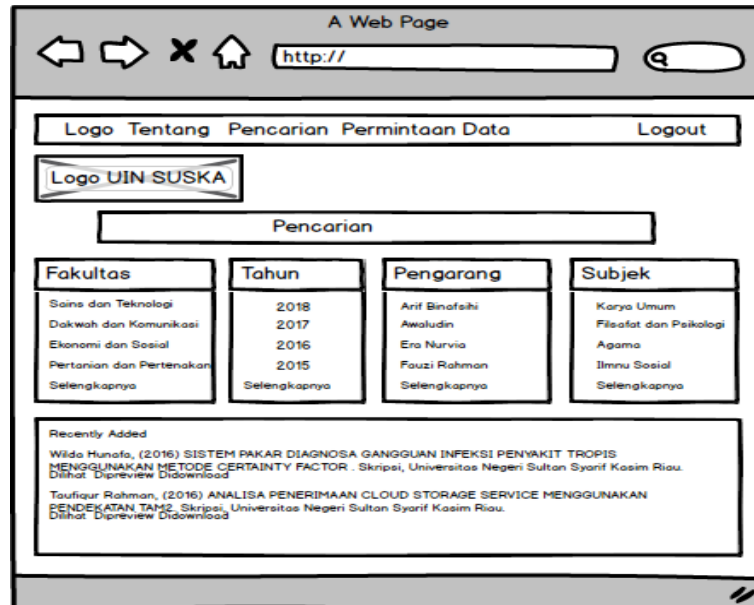 A Web Page
http://
Logo Tentang Pencarian Permintaan Data Logout
Logo UIN SUSKA
Pencarian
Fakultas
Sains dan Teknologi
Dakwah dan Komunikasi
Ekonomi dan Sosial
Pertanian dan Pertenakan
Selengkapnya
Tahun
2018
2017
2016
2015
Selengkapnya
Pengarang
Arif Binafsihi
Awaludin
Era Nurvia
Fauzi Rahman
Selengkapnya
Subjek
Karya Umum
Filsafat dan Psikologi
Agama
Ilmnu Sosial
Selengkapnya
Recently Added
Wilda Hunafa, (2016) SISTEM PAKAR DIAGNOSA GANGGUAN INFEKSI PENYAKIT TROPIS
MENGGUNAKAN METODE CERTAINTY FACTOR . Skripsi, Universitas Negeri Sultan Syarif Kasim Riau.
Dilihat Dipreview Didownload
Taufiqur Rahman, (2016) ANALISA PENERIMAAN CLOUD STORAGE SERVICE MENGGUNAKAN
PENDEKATAN TAM2. Skripsi, Universitas Negeri Sultan Syarif Kasim Riau.
Dilihat Dipreview Didownload